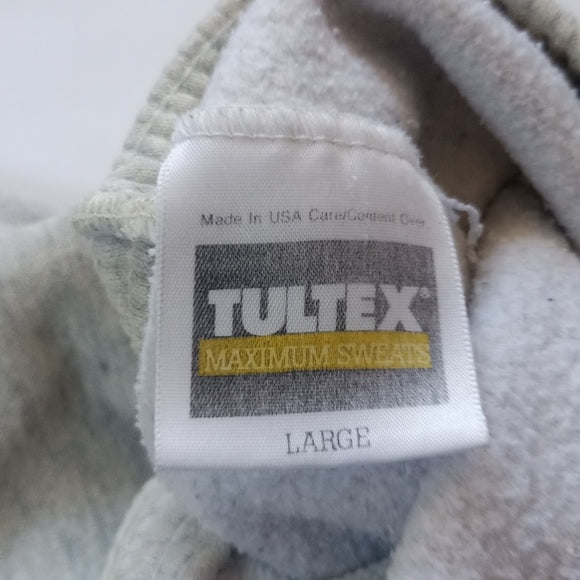 Made In USA Care/Content Over
TULTEX®
MAXIMUM SWEATS
LARGE